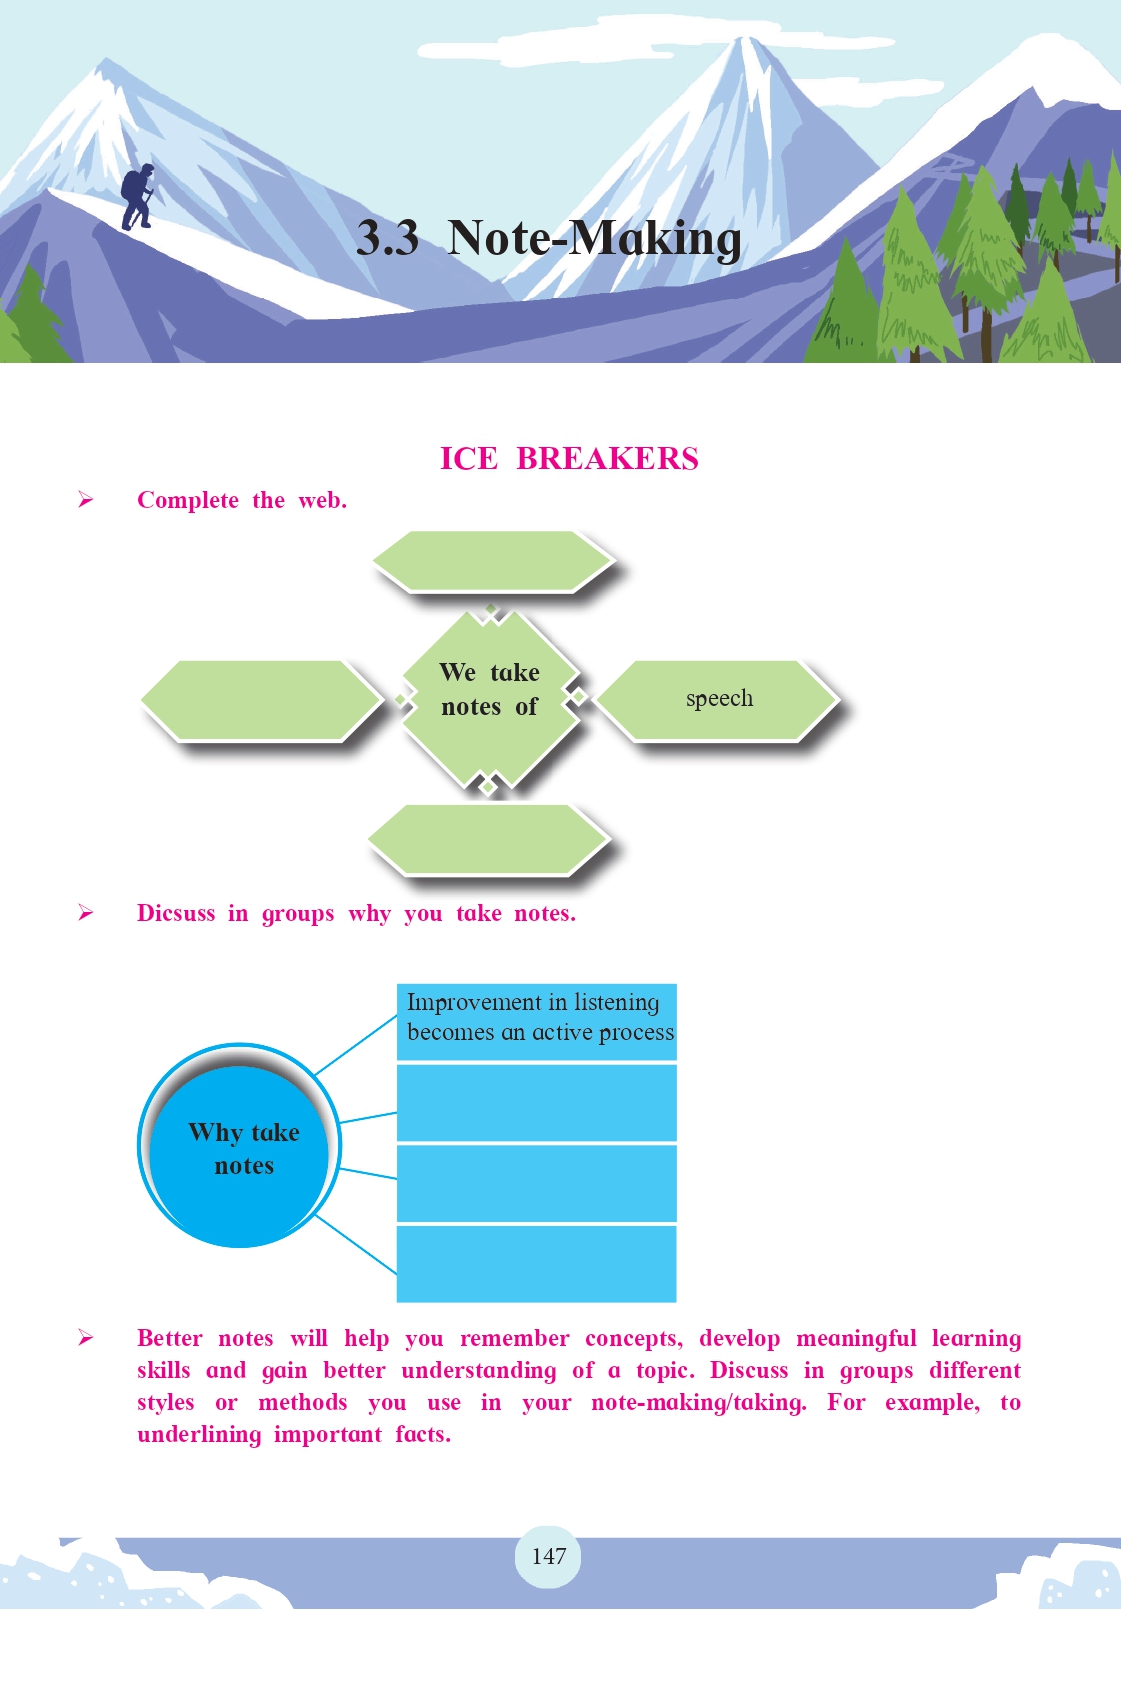 3.3 Note-Making
ICE BREAKERS
➢ Complete the web.
We take
notes of
speech
➢ Dicsuss in groups why you take notes.
Improvement in listening
becomes an active process
Why take
notes
➢ Better notes will help you remember concepts, develop meaningful learning
skills and gain better understanding of a topic. Discuss in groups different
styles or methods you use in your note-making/taking. For example, to
underlining important facts.
147